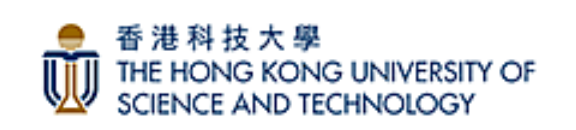 香港科技大學
THE HONG KONG UNIVERSITY OF
SCIENCE AND TECHNOLOGY